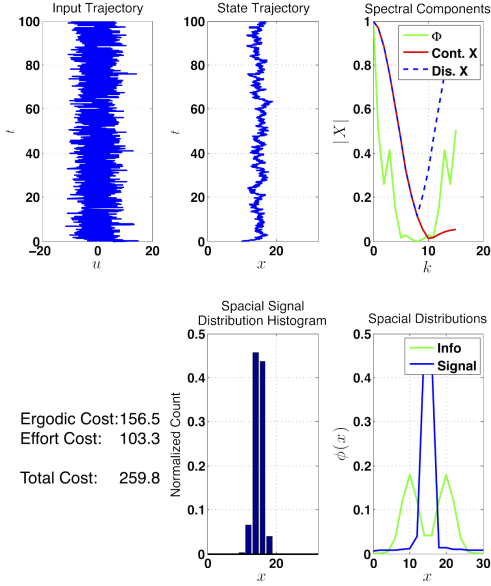 Input Trajectory
100
80
60
40
20
0
t
−20
0
20
u
State Trajectory
100
80
60
40
20
0
t
0
20
x
Spectral Components
1
0.8
0.6
0.4
0.2
0
|X|
0
10
20
k
Φ
Cont. X
Dis. X
Ergodic Cost:156.5
Effort Cost: 103.3
Total Cost: 259.8
Spacial Signal
Distribution Histogram
0.5
0.4
0.3
0.2
0.1
0
Normalized Count
0
20
x
Spacial Distributions
0.5
0.4
0.3
0.2
0.1
0
ϕ(x)
0
10
20
30
x
Info
Signal